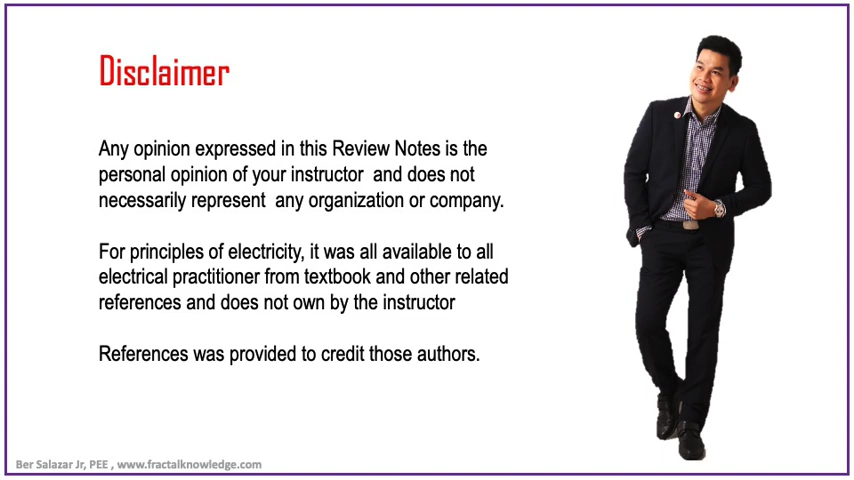 Disclaimer
Any opinion expressed in this Review Notes is the
personal opinion of your instructor and does not
necessarily represent any organization or company.
For principles of electricity, it was all available to all
electrical practitioner from textbook and other related
references and does not own by the instructor
References was provided to credit those authors.
Ber Salazar Jr, PEE , www.fractalknowledge.com